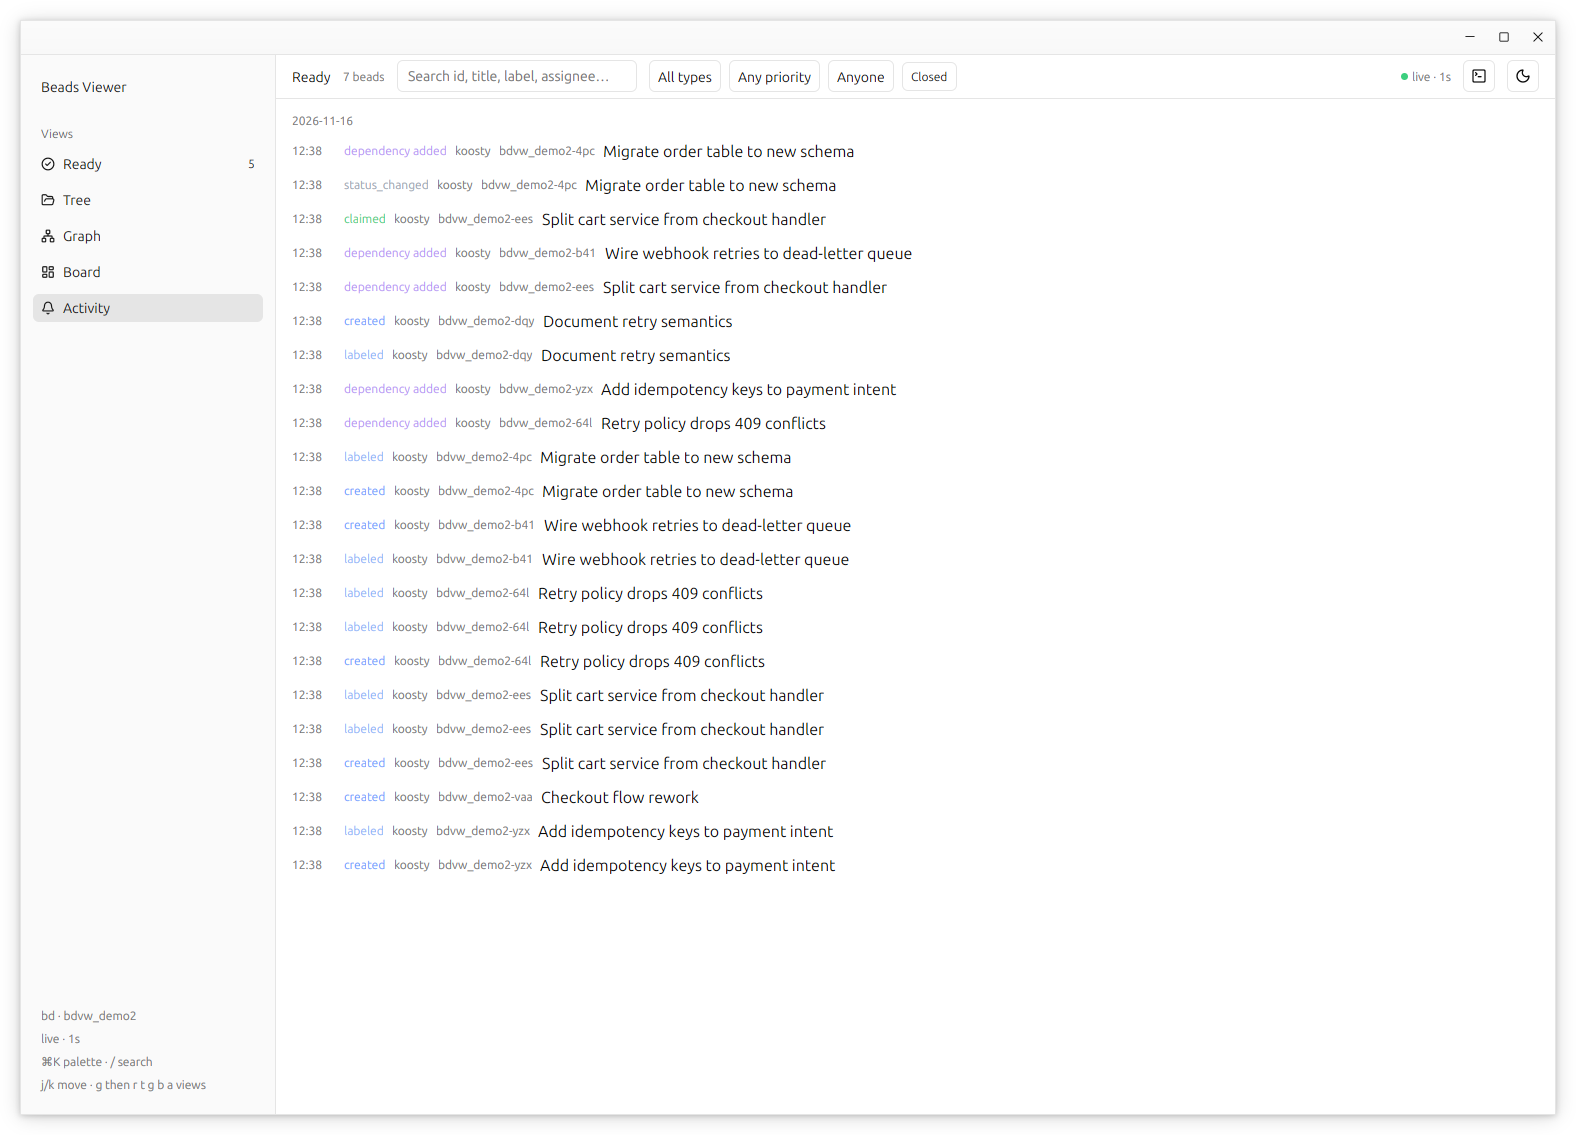 Beads Viewer
Views
Ready 5
Tree
Graph
Board
Activity
bd · bdvw_demo2
live · 1s
⌘K palette · / search
j/k move · g then r t g b a views
Ready 7 beads Search id, title, label, assignee... All types Any priority Anyone Closed live · 1s
2026-11-16
12:38 dependency added koosty bdvw_demo2-4pc Migrate order table to new schema
12:38 status_changed koosty bdvw_demo2-4pc Migrate order table to new schema
12:38 claimed koosty bdvw_demo2-ees Split cart service from checkout handler
12:38 dependency added koosty bdvw_demo2-b41 Wire webhook retries to dead-letter queue
12:38 dependency added koosty bdvw_demo2-ees Split cart service from checkout handler
12:38 created koosty bdvw_demo2-dqy Document retry semantics
12:38 labeled koosty bdvw_demo2-dqy Document retry semantics
12:38 dependency added koosty bdvw_demo2-yzx Add idempotency keys to payment intent
12:38 dependency added koosty bdvw_demo2-64l Retry policy drops 409 conflicts
12:38 labeled koosty bdvw_demo2-4pc Migrate order table to new schema
12:38 created koosty bdvw_demo2-4pc Migrate order table to new schema
12:38 created koosty bdvw_demo2-b41 Wire webhook retries to dead-letter queue
12:38 labeled koosty bdvw_demo2-b41 Wire webhook retries to dead-letter queue
12:38 labeled koosty bdvw_demo2-64l Retry policy drops 409 conflicts
12:38 labeled koosty bdvw_demo2-64l Retry policy drops 409 conflicts
12:38 created koosty bdvw_demo2-64l Retry policy drops 409 conflicts
12:38 labeled koosty bdvw_demo2-ees Split cart service from checkout handler
12:38 labeled koosty bdvw_demo2-ees Split cart service from checkout handler
12:38 created koosty bdvw_demo2-ees Split cart service from checkout handler
12:38 created koosty bdvw_demo2-vaa Checkout flow rework
12:38 labeled koosty bdvw_demo2-yzx Add idempotency keys to payment intent
12:38 created koosty bdvw_demo2-yzx Add idempotency keys to payment intent